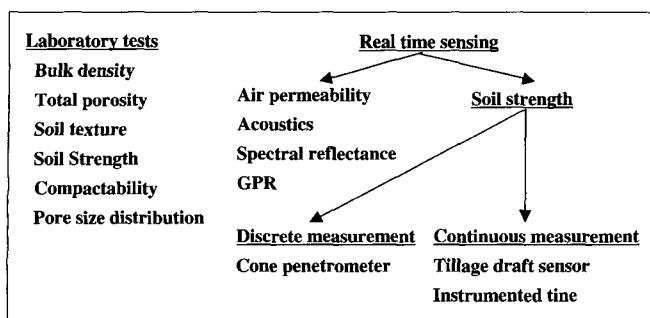 Laboratory tests
Bulk density
Total porosity
Soil texture
Soil Strength
Compactability
Pore size distribution
Real time sensing
Air permeability
Acoustics
Spectral reflectance
GPR
Soil strength
Discrete measurement
Cone penetrometer
Continuous measurement
Tillage draft sensor
Instrumented tine